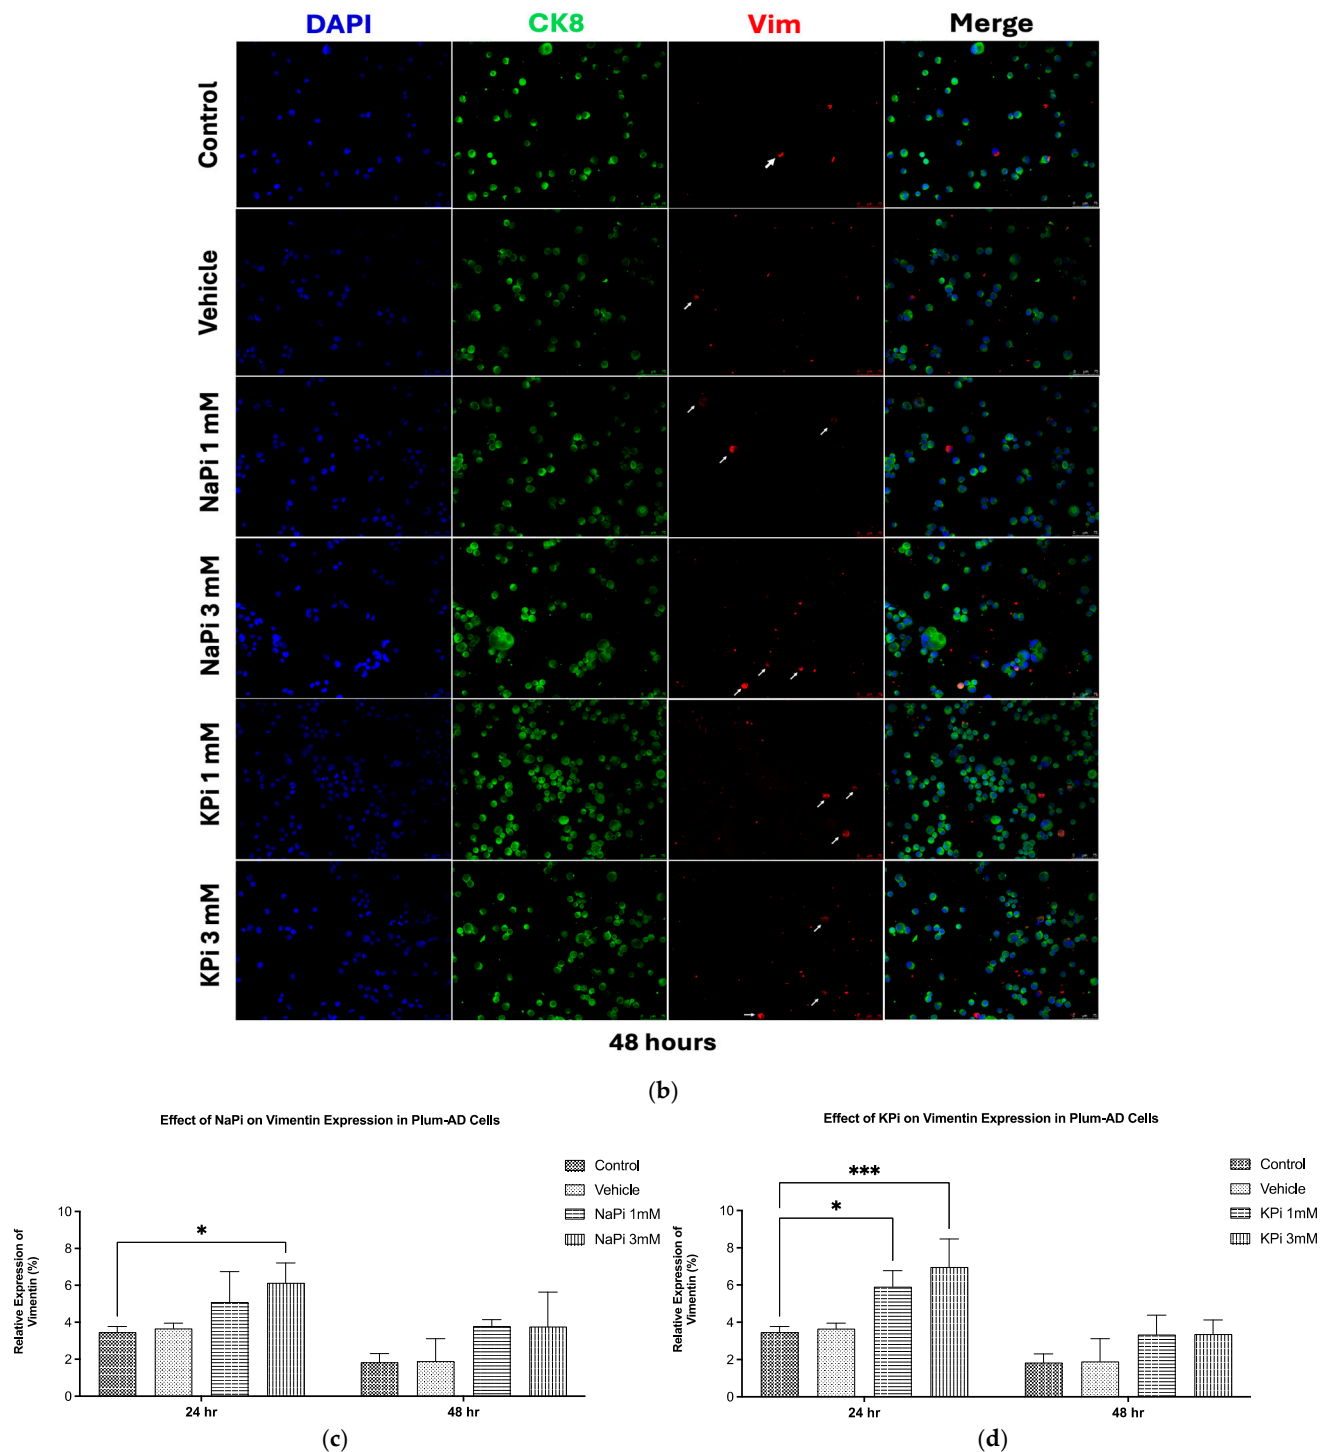 DAPI CK8 Vim Merge
Control
Vehicle
NaPi 1 mM
NaPi 3 mM
KPi 1 mM
KPi 3 mM
48 hours
(b)
Effect of NaPi on Vimentin Expression in Plum-AD Cells
Relative Expression of
Vimentin (%)
10
8
6
4
2
0
*
24 hr 48 hr
Control
Vehicle
NaPi 1mM
NaPi 3mM
(c)
Effect of KPi on Vimentin Expression in Plum-AD Cells
Relative Expression of
Vimentin (%)
10
8
6
4
2
0
***
*
24 hr 48 hr
Control
Vehicle
KPi 1mM
KPi 3mM
(d)